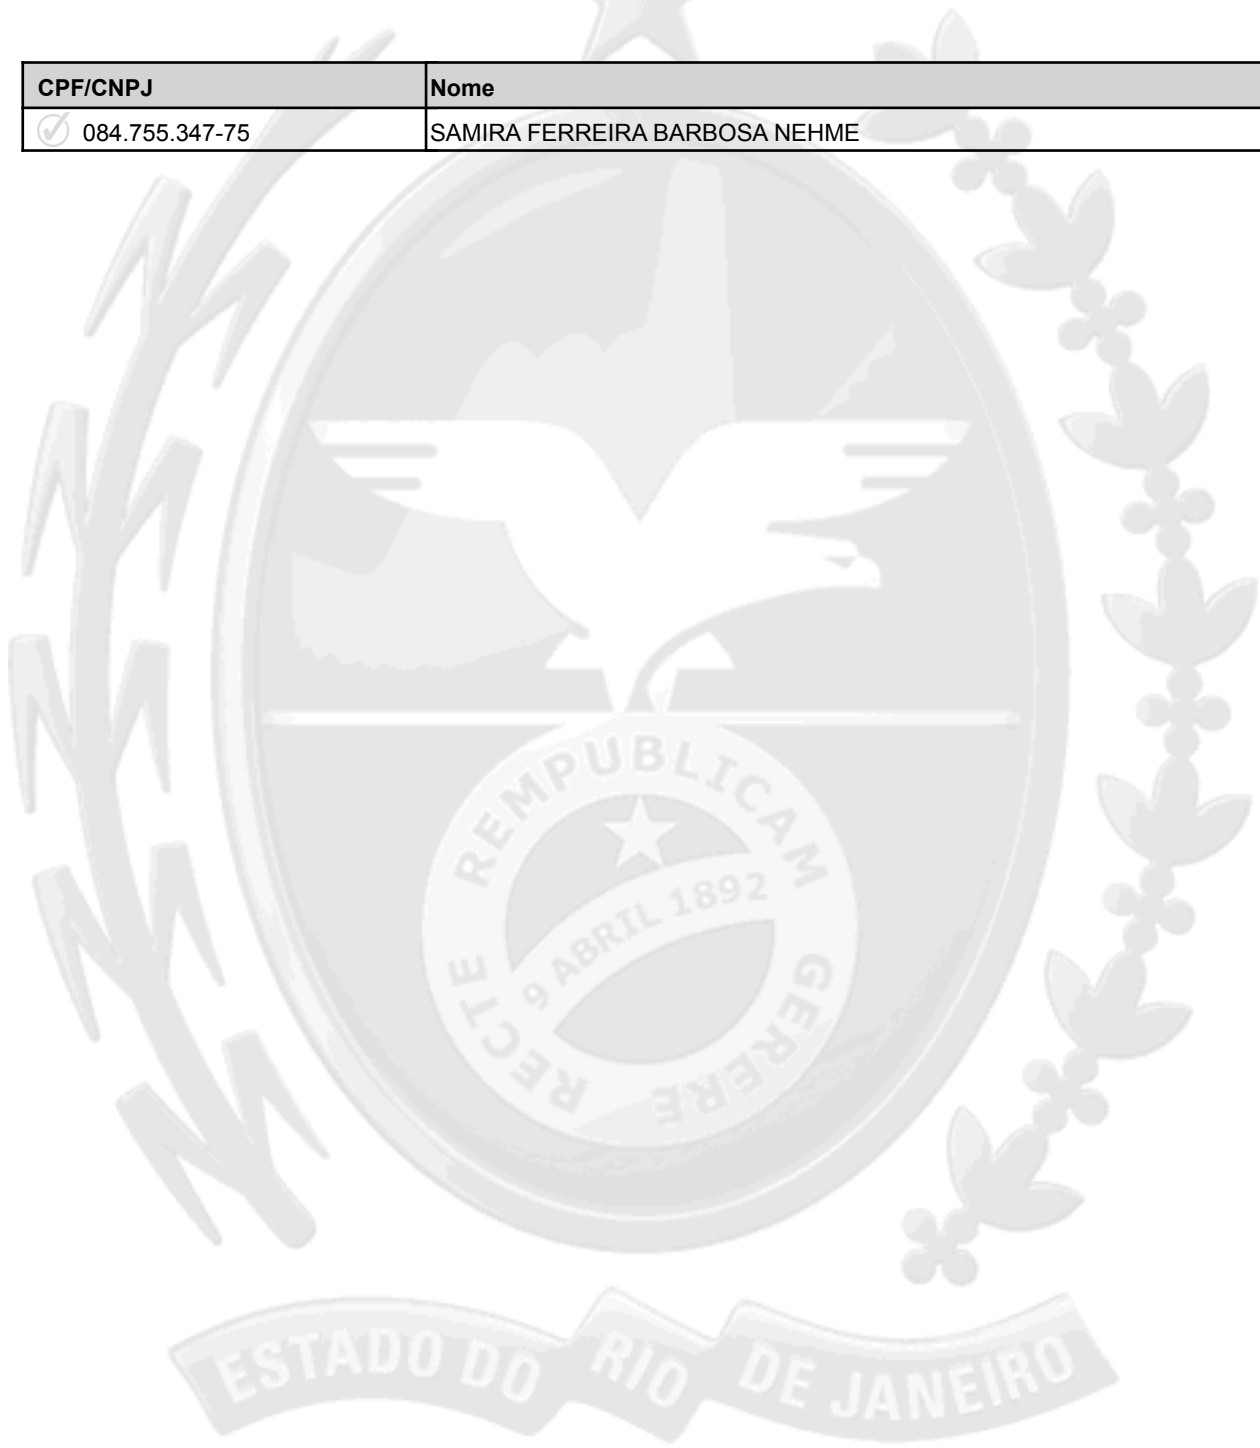 CPF/CNPJ Nome
084.755.347-75 SAMIRA FERREIRA BARBOSA NEHME
REMPUBLICAM
9 ABRIL 1892
RECTE GERERE
ESTADO DO RIO DE JANEIRO